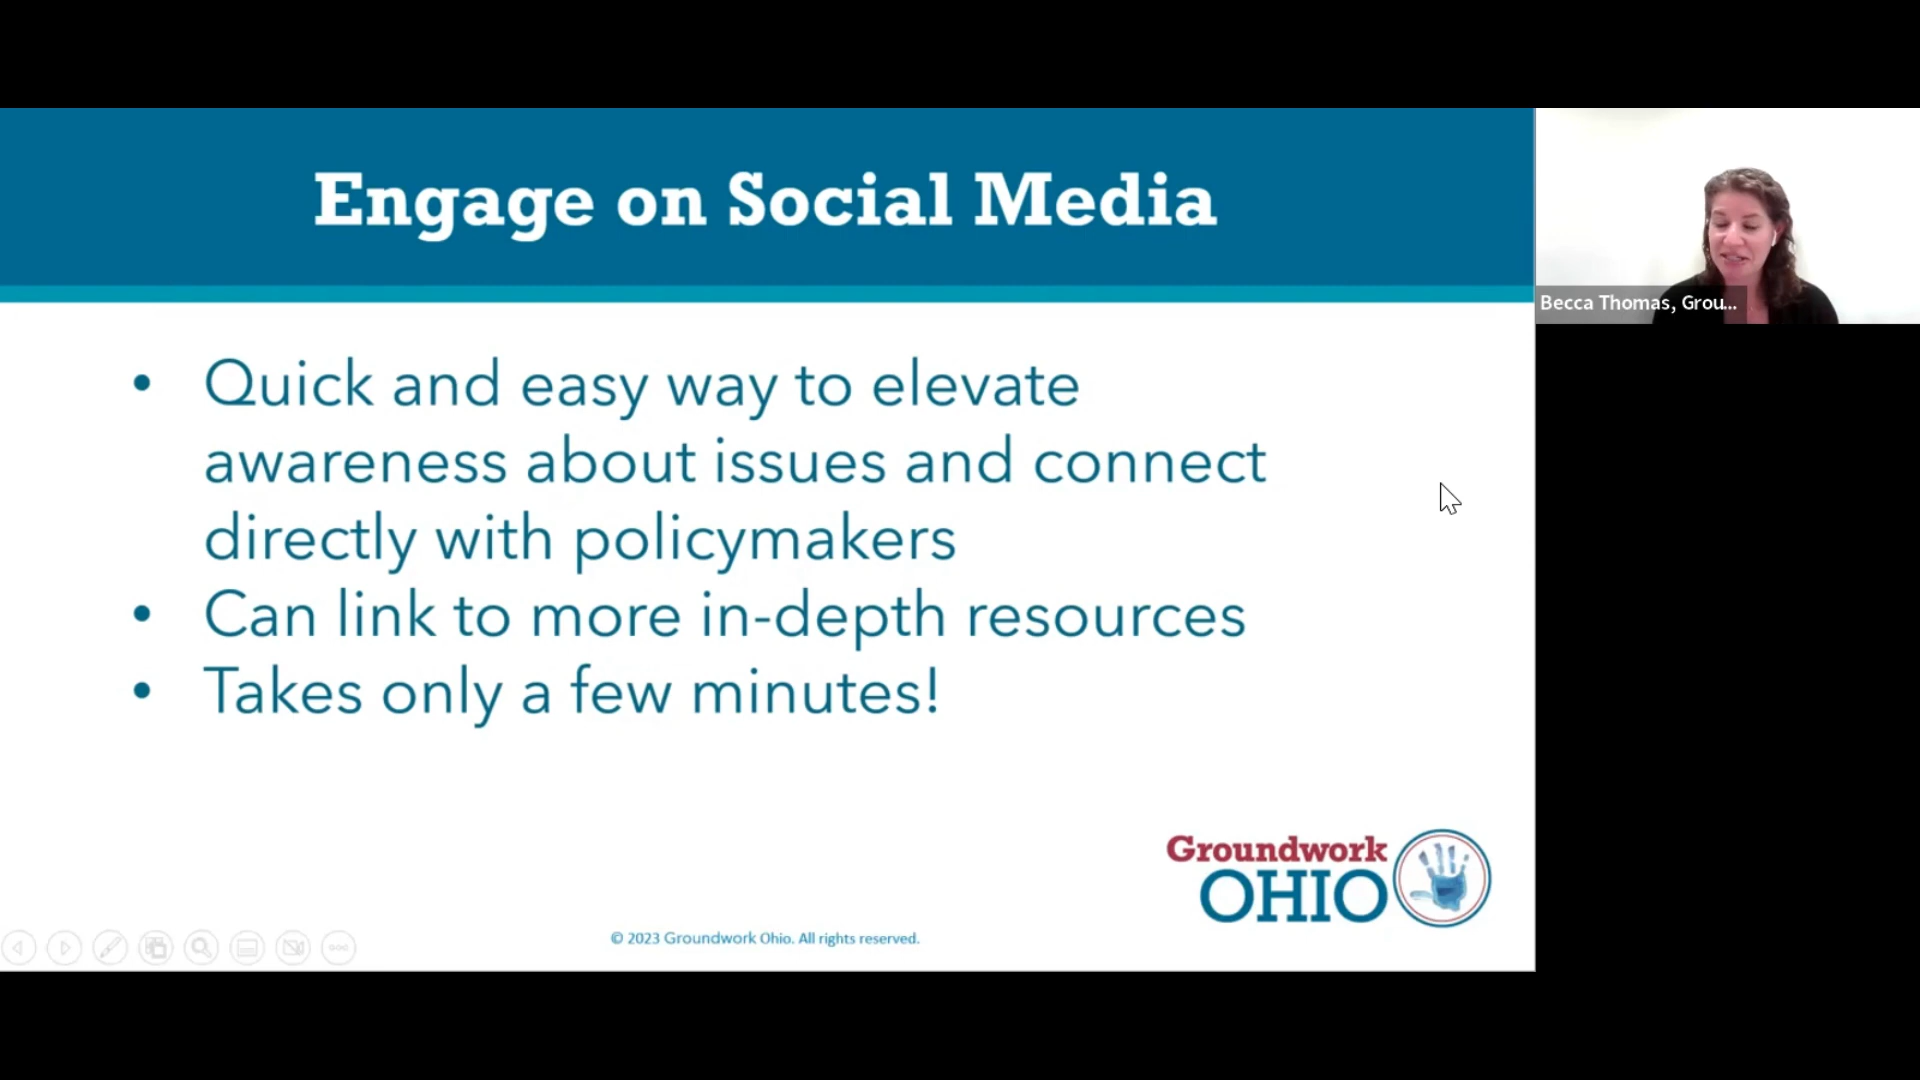 Engage on Social Media
Becca Thomas, Grou...
• Quick and easy way to elevate
awareness about issues and connect
directly with policymakers
• Can link to more in-depth resources
• Takes only a few minutes!
Groundwork
OHIO
© 2023 Groundwork Ohio. All rights reserved.